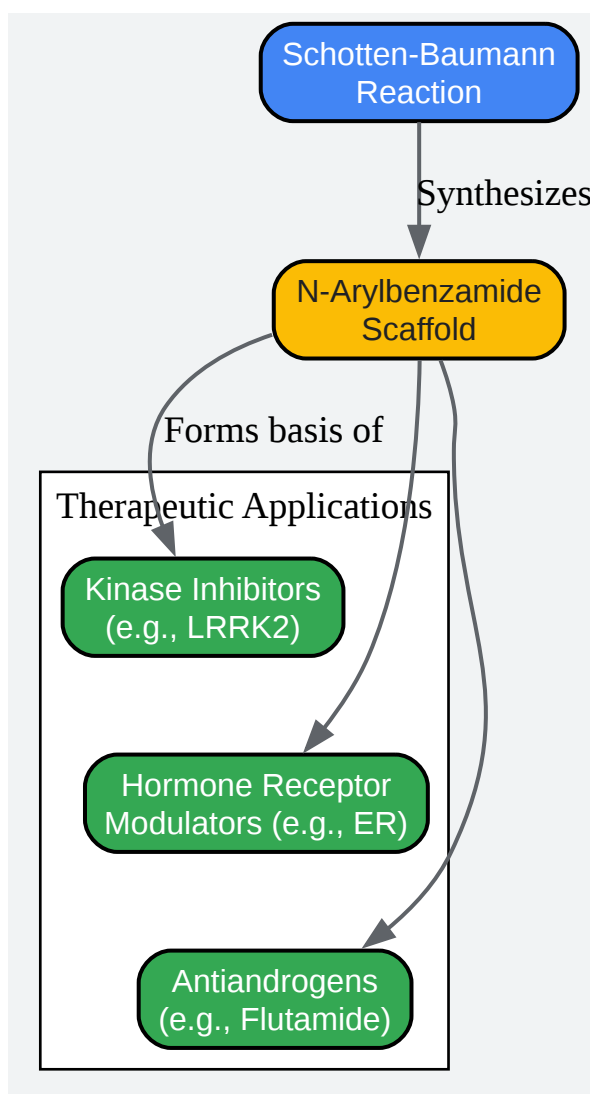 Schotten-Baumann
Reaction
Synthesizes
N-Arylbenzamide
Scaffold
Forms basis of
Therapeutic Applications
Kinase Inhibitors
(e.g., LRRK2)
Hormone Receptor
Modulators (e.g., ER)
Antiandrogens
(e.g., Flutamide)